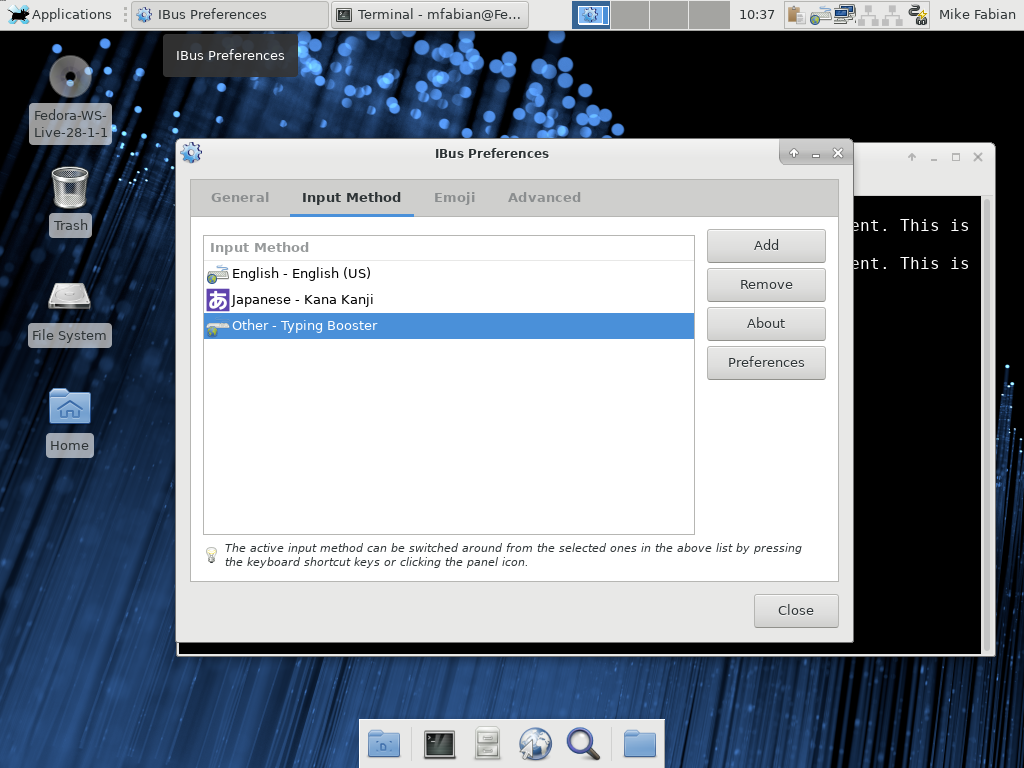 Applications
IBus Preferences
Terminal - mfabian@Fe...
10:37
Mike Fabian
IBus Preferences
Fedora-WS-
Live-28-1-1
Trash
File System
Home
IBus Preferences
General
Input Method
Emoji
Advanced
Input Method
English - English (US)
あ Japanese - Kana Kanji
Other - Typing Booster
Add
Remove
About
Preferences
The active input method can be switched around from the selected ones in the above list by pressing
the keyboard shortcut keys or clicking the panel icon.
Close
ent. This is
ent. This is